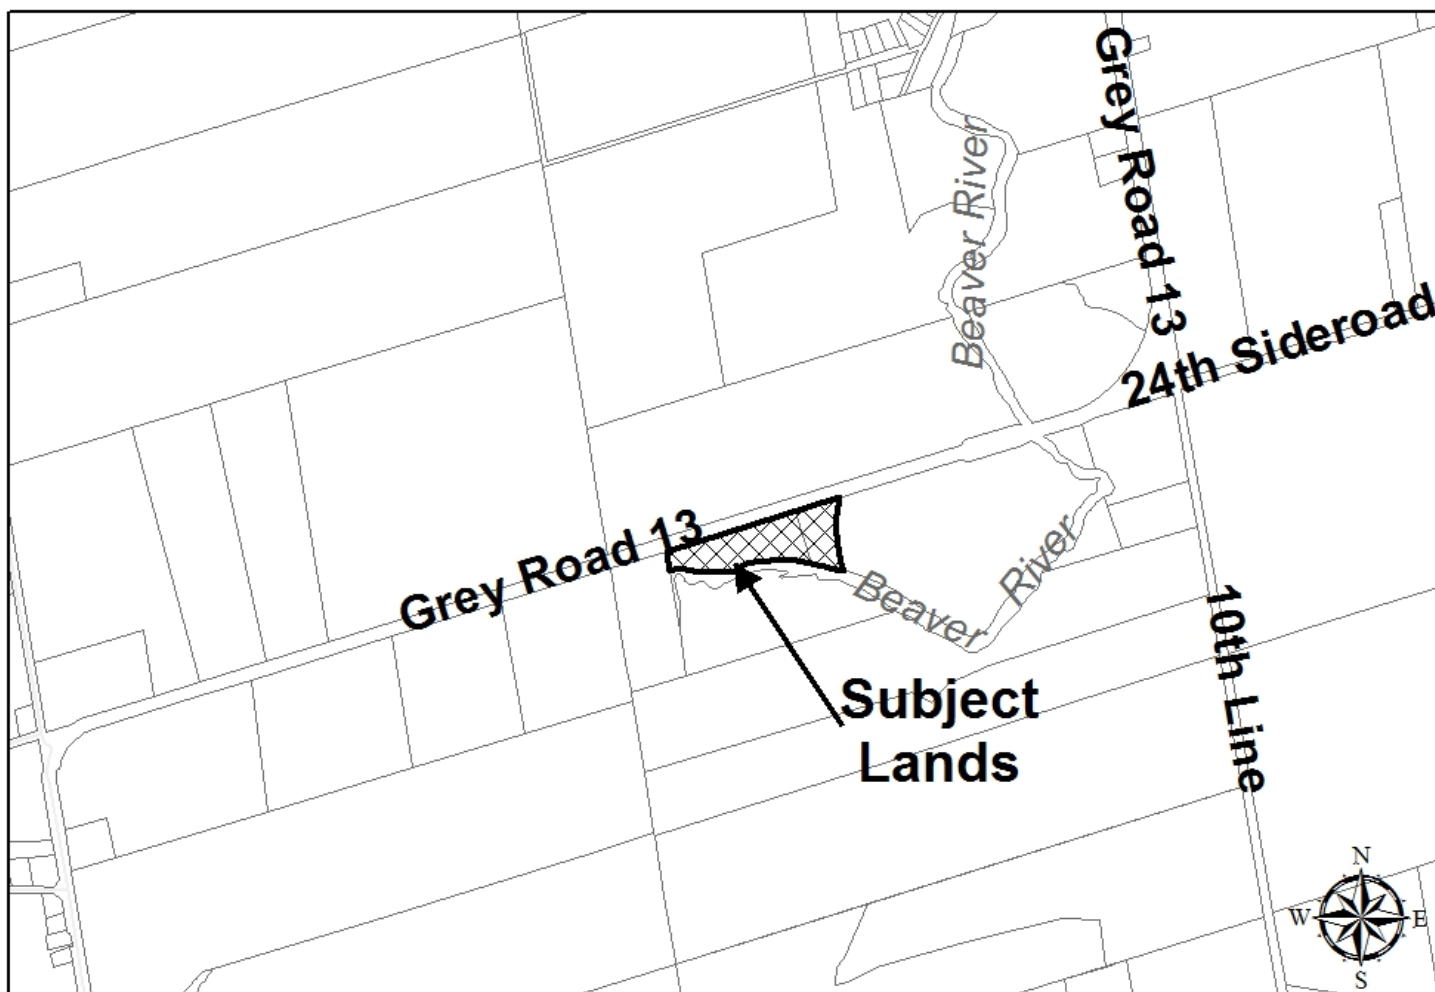 Grey Road 13
Beaver River
24th Sideroad
Grey Road 13
Beaver River
10th Line
Subject
Lands
N
W E
S